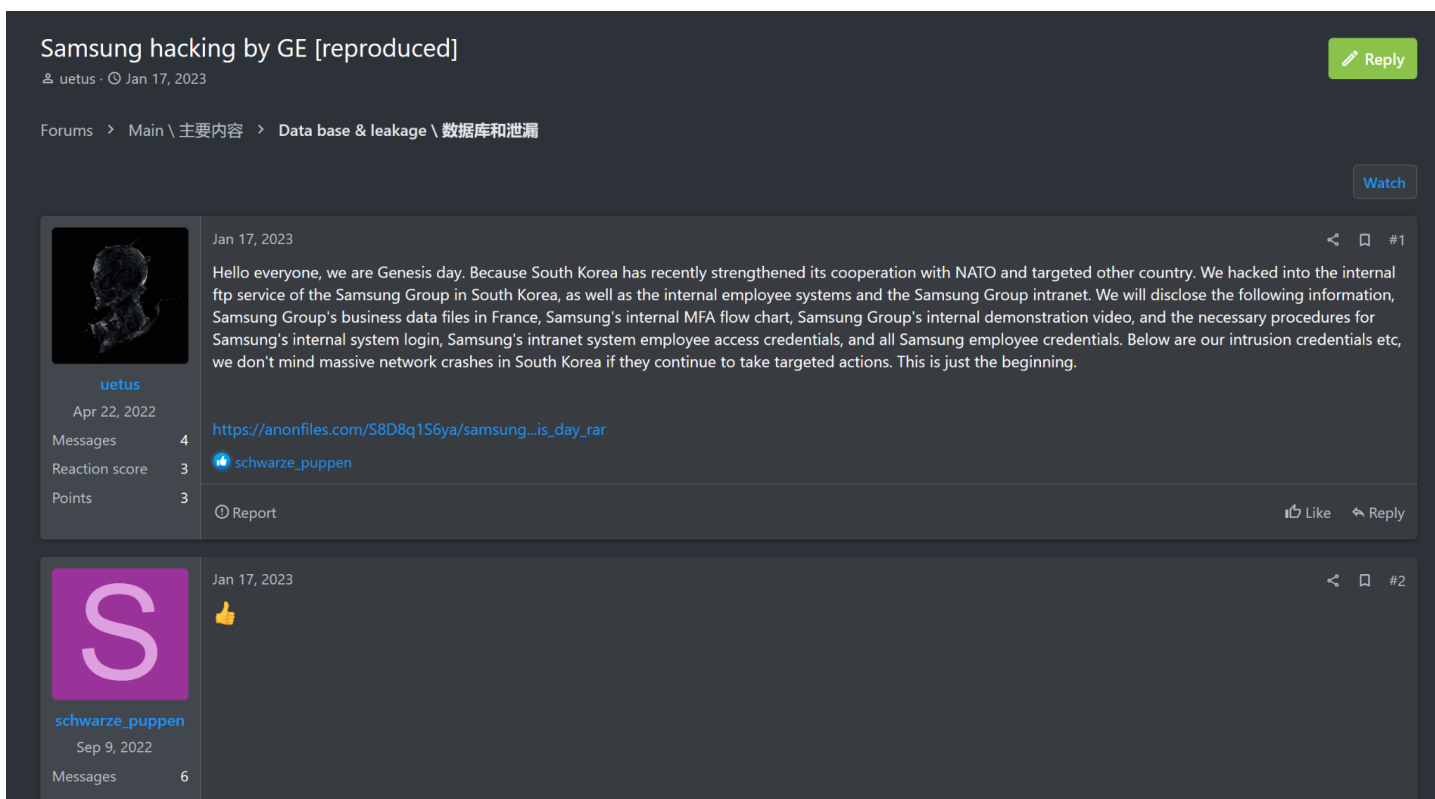 Samsung hacking by GE [reproduced]
uetus · Jan 17, 2023
Reply
Forums > Main \ 主要内容 > Data base & leakage \ 数据库和泄漏
Watch
Jan 17, 2023
#1
Hello everyone, we are Genesis day. Because South Korea has recently strengthened its cooperation with NATO and targeted other country. We hacked into the internal
ftp service of the Samsung Group in South Korea, as well as the internal employee systems and the Samsung Group intranet. We will disclose the following information,
Samsung Group's business data files in France, Samsung's internal MFA flow chart, Samsung Group's internal demonstration video, and the necessary procedures for
Samsung's internal system login, Samsung's intranet system employee access credentials, and all Samsung employee credentials. Below are our intrusion credentials etc,
we don't mind massive network crashes in South Korea if they continue to take targeted actions. This is just the beginning.
uetus
Apr 22, 2022
Messages 4
Reaction score 3
Points 3
https://anonfiles.com/S8D8q1S6ya/samsung...is_day_rar
schwarze_puppen
Report
Like
Reply
Jan 17, 2023
#2
👍
S
schwarze_puppen
Sep 9, 2022
Messages 6